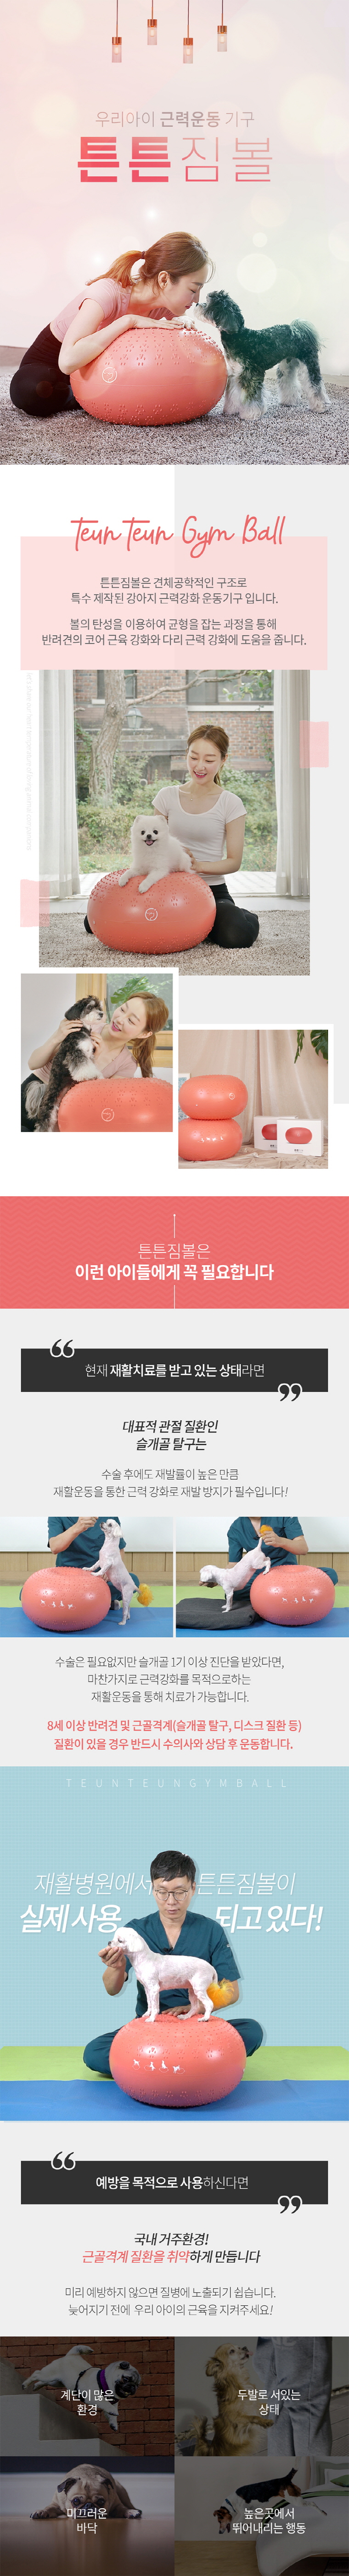 우리아이 근력운동 기구
튼튼짐볼
Teun Teun Gym Ball
튼튼짐볼은 견체공학적인 구조로
특수 제작된 강아지 근력강화 운동기구 입니다.
볼의 탄성을 이용하여 균형을 잡는 과정을 통해
반려견의 코어 근육 강화와 다리 근력 강화에 도움을 줍니다.
튼튼짐볼은
이런 아이들에게 꼭 필요합니다
현재 재활치료를 받고 있는 상태라면
대표적 관절 질환인
슬개골 탈구는
수술 후에도 재발률이 높은 만큼
재활운동을 통한 근력 강화로 재발 방지가 필수입니다!
수술은 필요없지만 슬개골 1기 이상 진단을 받았다면,
마찬가지로 근력강화를 목적으로하는
재활운동을 통해 치료가 가능합니다.
8세 이상 반려견 및 근골격계(슬개골 탈구, 디스크 질환 등)
질환이 있을 경우 반드시 수의사와 상담 후 운동합니다.
TEUNTEUNGYMBALL
재활병원에서 튼튼짐볼이
실제 사용 되고 있다!
예방을 목적으로 사용하신다면
국내 거주환경!
근골격계 질환을 취약하게 만듭니다
미리 예방하지 않으면 질병에 노출되기 쉽습니다.
늦어지기 전에 우리 아이의 근육을 지켜주세요!
계단이 많은
환경
두발로 서있는
상태
미끄러운
바닥
높은곳에서
뛰어내리는 행동